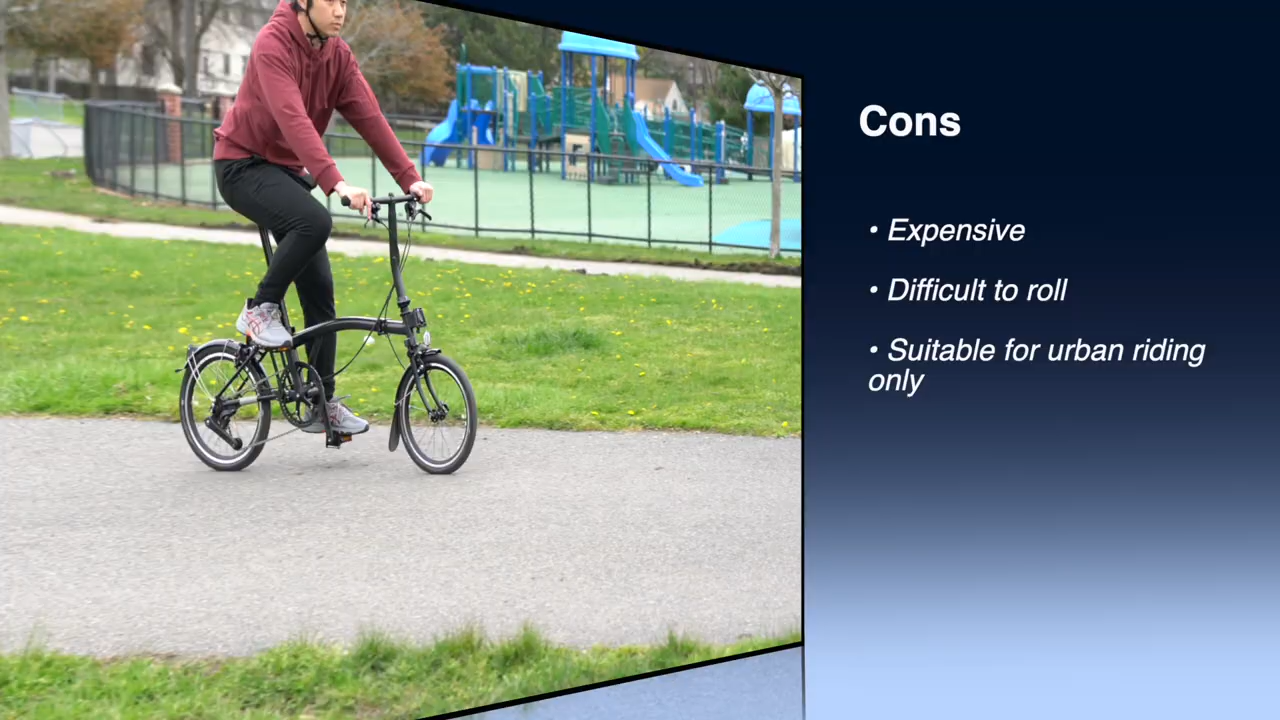 Cons
• Expensive
• Difficult to roll
• Suitable for urban riding
only